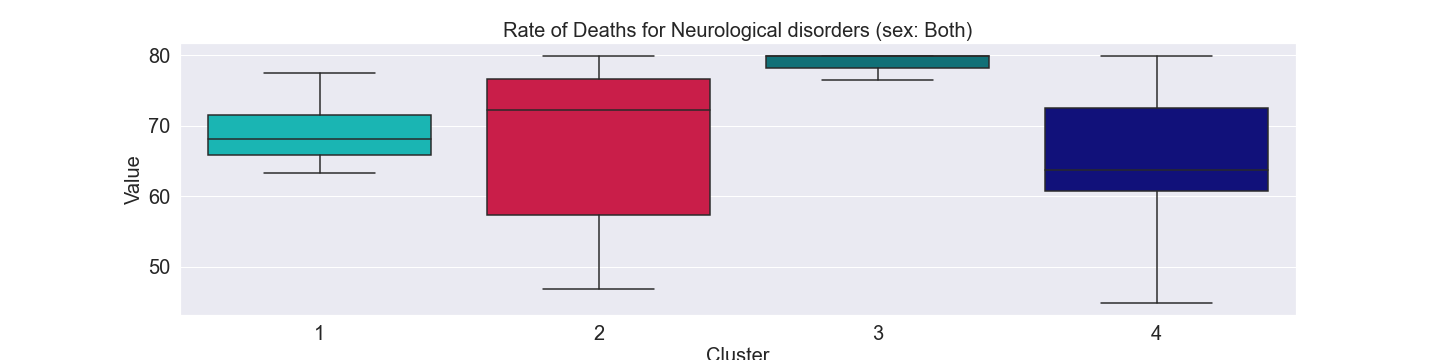 Rate of Deaths for Neurological disorders (sex: Both)
80
70
60
50
Value
1 2 3 4
Cluster